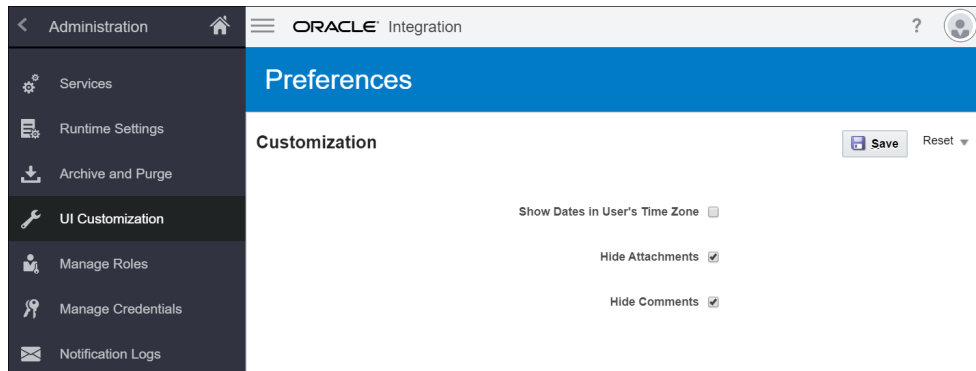 Administration
ORACLE® Integration
?
Services
Preferences
Runtime Settings
Customization
Save
Reset
Archive and Purge
UI Customization
Show Dates in User's Time Zone
Manage Roles
Hide Attachments
Manage Credentials
Hide Comments
Notification Logs